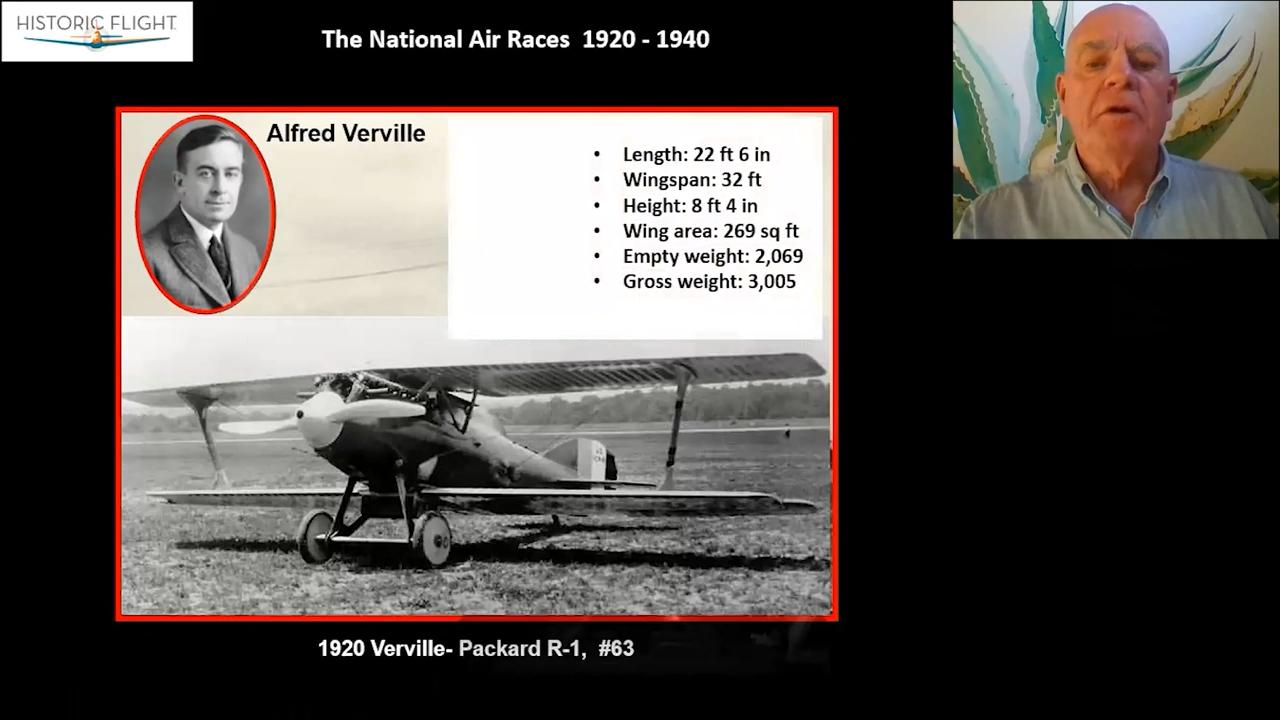 HISTORIC FLIGHT
The National Air Races 1920 - 1940
Alfred Verville
• Length: 22 ft 6 in
• Wingspan: 32 ft
• Height: 8 ft 4 in
• Wing area: 269 sq ft
• Empty weight: 2,069
• Gross weight: 3,005
1920 Verville- Packard R-1, #63